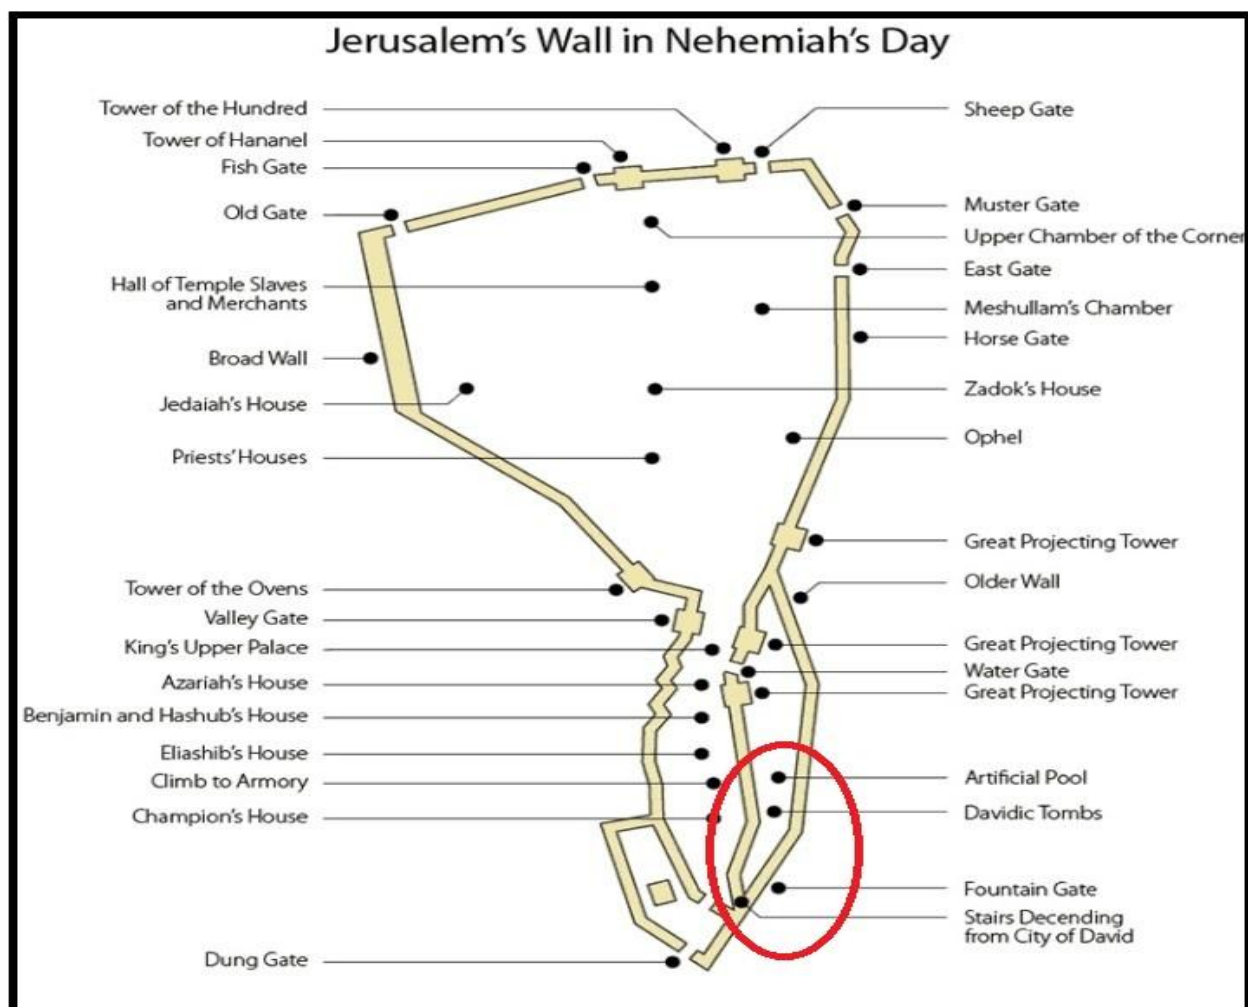 Jerusalem's Wall in Nehemiah's Day
Tower of the Hundred
Tower of Hananel
Fish Gate
Old Gate
Hall of Temple Slaves
and Merchants
Broad Wall
Jedaiah's House
Priests' Houses
Tower of the Ovens
Valley Gate
King's Upper Palace
Azariah's House
Benjamin and Hashub's House
Eliashib's House
Climb to Armory
Champion's House
Dung Gate
Sheep Gate
Muster Gate
Upper Chamber of the Corner
East Gate
Meshullam's Chamber
Horse Gate
Zadok's House
Ophel
Great Projecting Tower
Older Wall
Great Projecting Tower
Water Gate
Great Projecting Tower
Artificial Pool
Davidic Tombs
Fountain Gate
Stairs Decending
from City of David